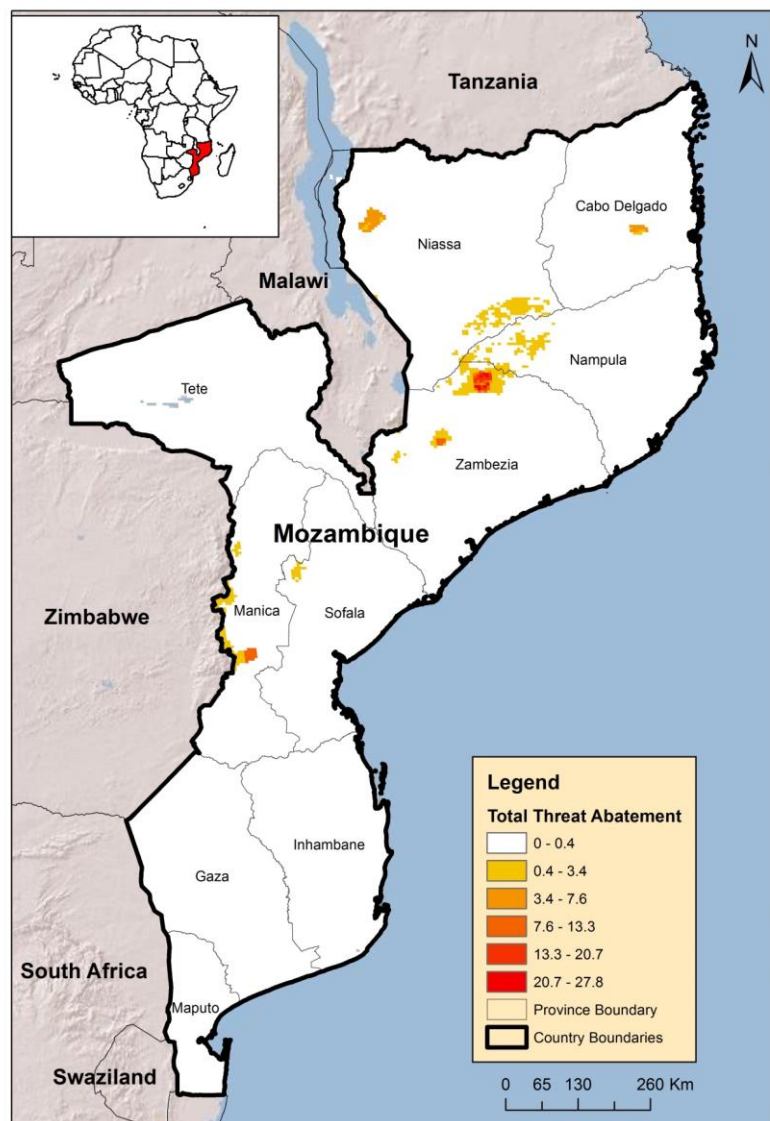 N
Tanzania
Cabo Delgado
Niassa
Malawi
Nampula
Tete
Zambezia
Mozambique
Zimbabwe
Manica
Sofala
Inhambane
Gaza
South Africa
Maputo
Swaziland
Legend
Total Threat Abatement
0 - 0.4
0.4 - 3.4
3.4 - 7.6
7.6 - 13.3
13.3 - 20.7
20.7 - 27.8
Province Boundary
Country Boundaries
0 65 130 260 Km